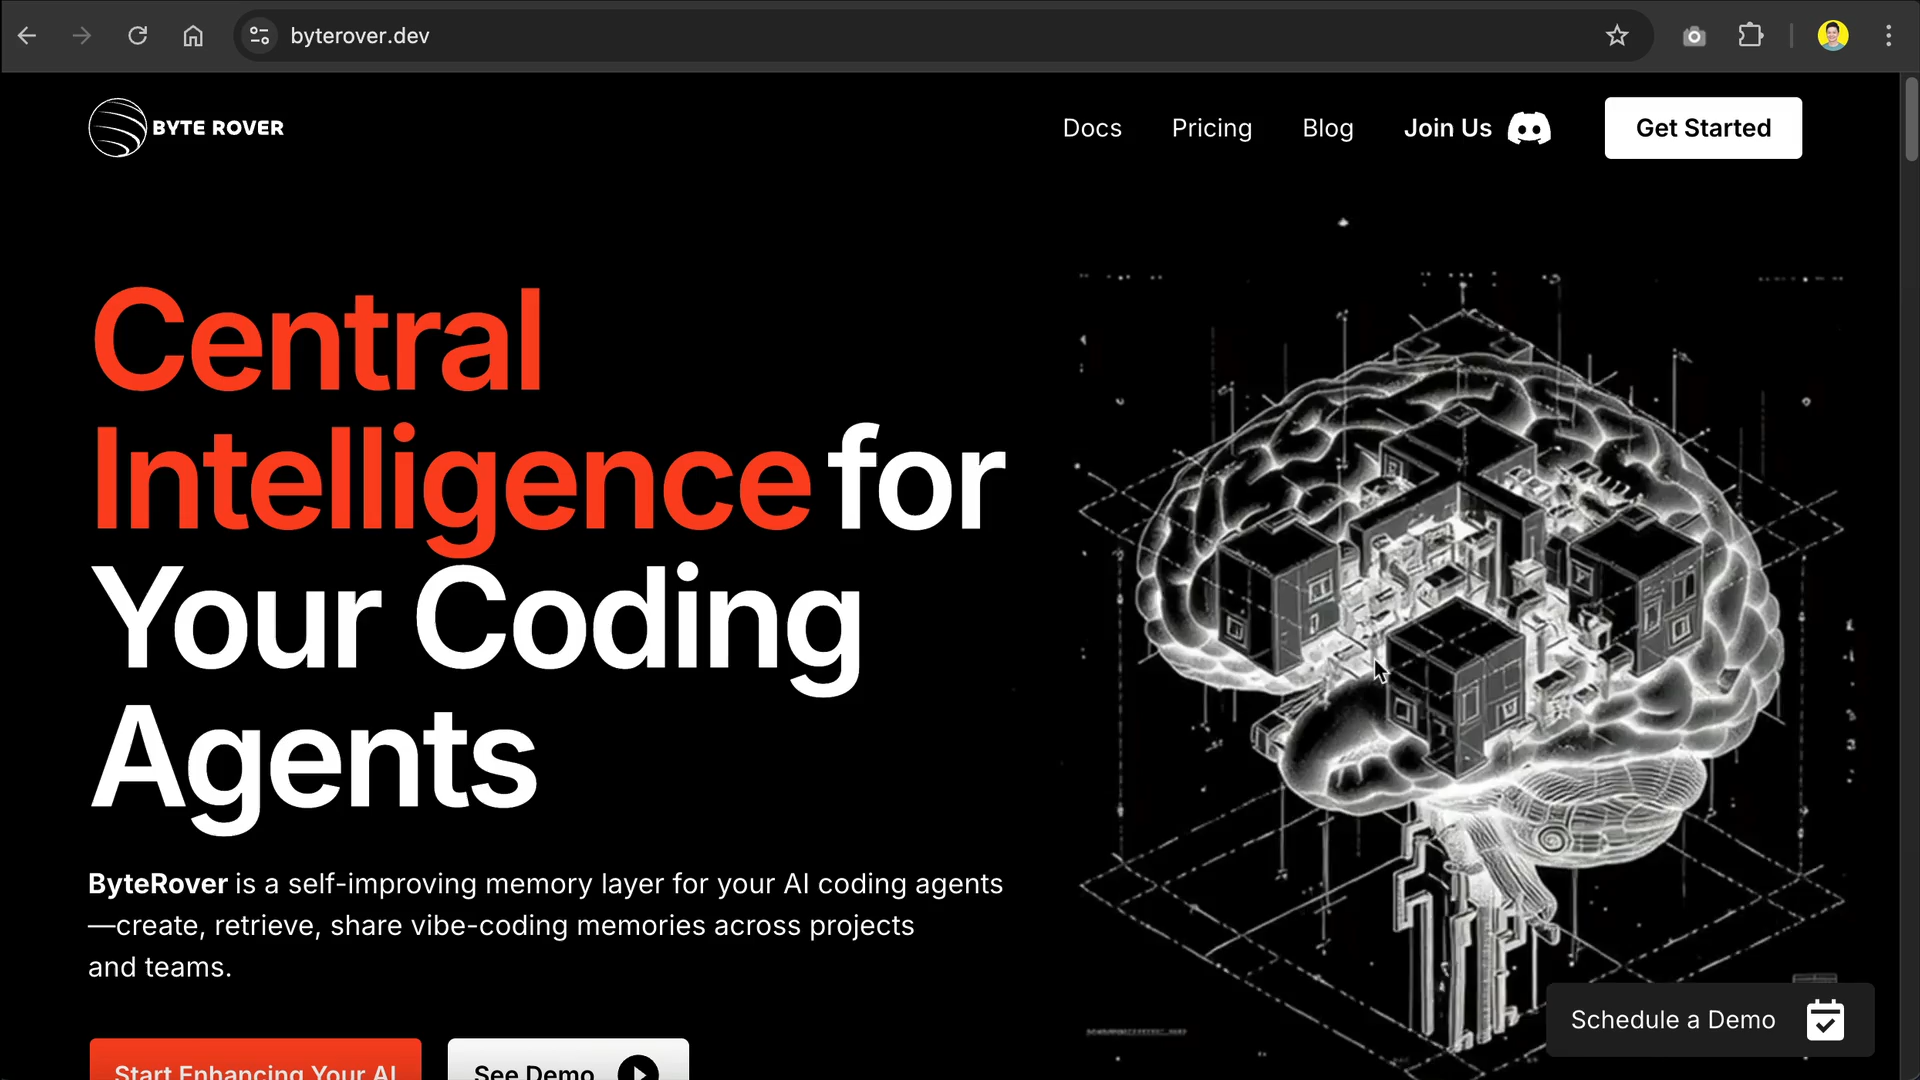 byterover.dev
BYTE ROVER
Docs
Pricing
Blog
Join Us
Get Started
Central
Intelligence for
Your Coding
Agents
ByteRover is a self-improving memory layer for your AI coding agents
—create, retrieve, share vibe-coding memories across projects
and teams.
Start Enhancing Your AI
See Demo
Schedule a Demo